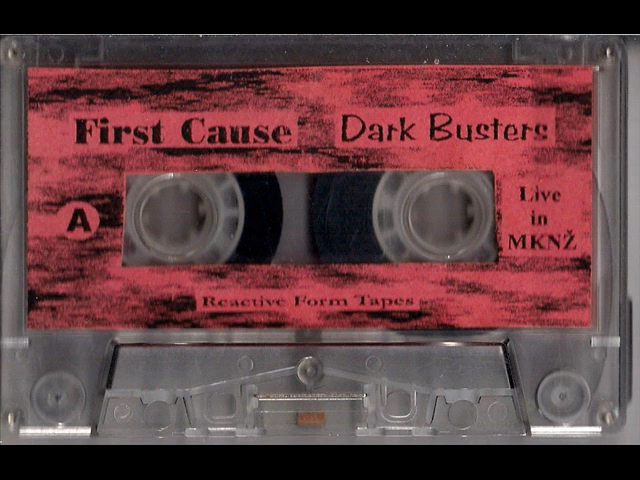 First Cause
Dark Busters
A
Live
in
MKNŽ
Reactive Form Tapes